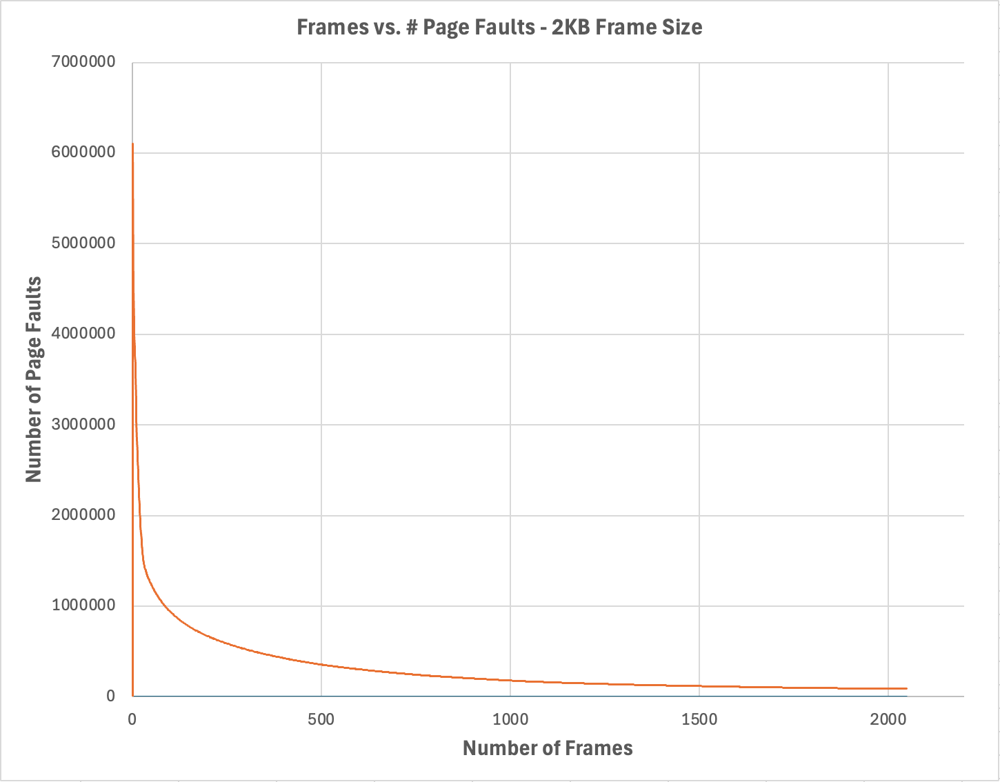 Frames vs. # Page Faults - 2KB Frame Size
7000000
6000000
5000000
4000000
3000000
2000000
1000000
0
Number of Page Faults
0 500 1000 1500 2000
Number of Frames